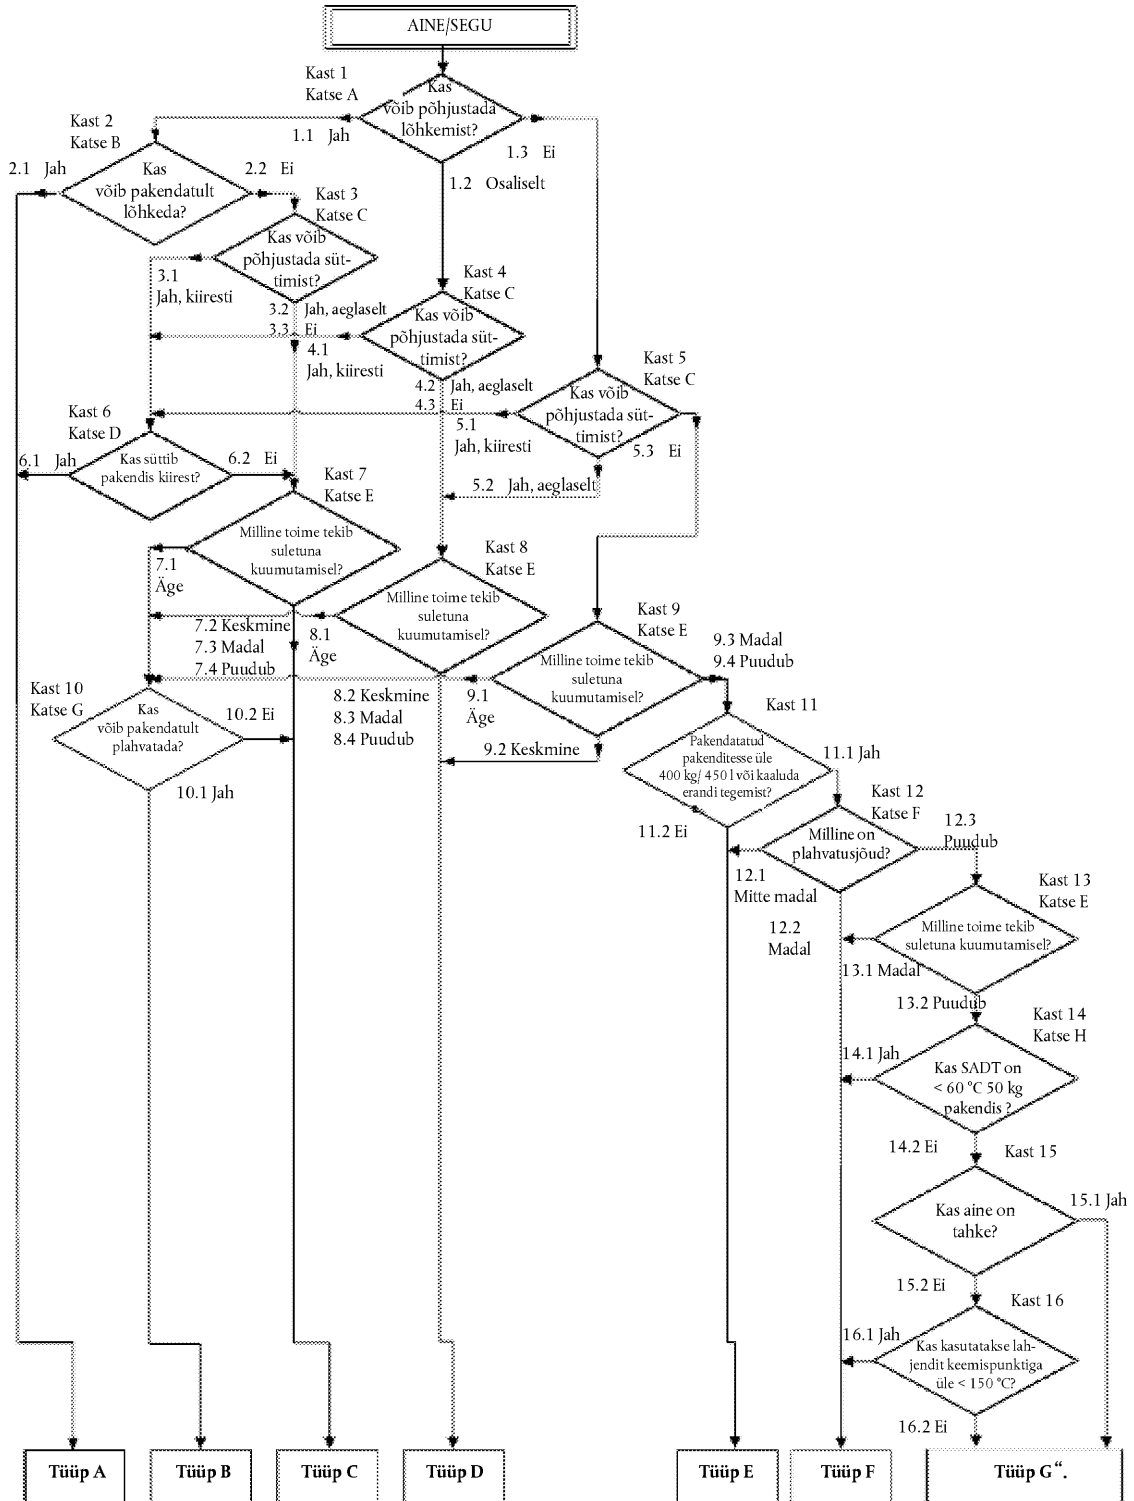 AINE/SEGU
Kast 1
Katse A
Kas
võib põhjustada
lõhkemist?
1.1 Jah
1.2 Osaliselt
1.3 Ei
Kast 2
Katse B
Kas
võib pakendatult
lõhkeda?
2.1 Jah
2.2 Ei
Kast 3
Katse C
Kas võib
põhjustada süt-
timist?
3.1
Jah, kiiresti
3.2 Jah, aeglaselt
3.3 Ei
Kast 4
Katse C
Kas võib
põhjustada süt-
timist?
4.1
Jah, kiiresti
4.2 Jah, aeglaselt
4.3 Ei
Kast 5
Katse C
Kas võib
põhjustada süt-
timist?
5.1
Jah, kiiresti
5.2 Jah, aeglaselt
5.3 Ei
Kast 6
Katse D
Kas süttib
pakendis kiirest?
6.1 Jah
6.2 Ei
Kast 7
Katse E
Milline toime tekib
suletuna
kuumutamisel?
7.1
Äge
7.2 Keskmine
7.3 Madal
7.4 Puudub
Kast 8
Katse E
Milline toime tekib
suletuna
kuumutamisel?
8.1
Äge
8.2 Keskmine
8.3 Madal
8.4 Puudub
Kast 9
Katse E
Milline toime tekib
suletuna
kuumutamisel?
9.1
Äge
9.2 Keskmine
9.3 Madal
9.4 Puudub
Kast 10
Katse G
Kas
võib pakendatult
plahvatada?
10.1 Jah
10.2 Ei
Kast 11
Pakendatatud
pakenditesse üle
400 kg/ 450 l või kaaluda
erandi tegemist?
11.1 Jah
11.2 Ei
Kast 12
Katse F
Milline on
plahvatusjõud?
12.1
Mitte madal
12.2
Madal
12.3
Puudub
Kast 13
Katse E
Milline toime tekib
suletuna kuumutamisel?
13.1 Madal
13.2 Puudub
Kast 14
Katse H
Kas SADT on
< 60 °C 50 kg
pakendis ?
14.1 Jah
14.2 Ei
Kast 15
Kas aine on
tahke?
15.1 Jah
15.2 Ei
Kast 16
Kas kasutatakse lah-
jendit keemispunktiga
üle < 150 °C?
16.1 Jah
16.2 Ei
Tüüp A
Tüüp B
Tüüp C
Tüüp D
Tüüp E
Tüüp F
Tüüp G“.